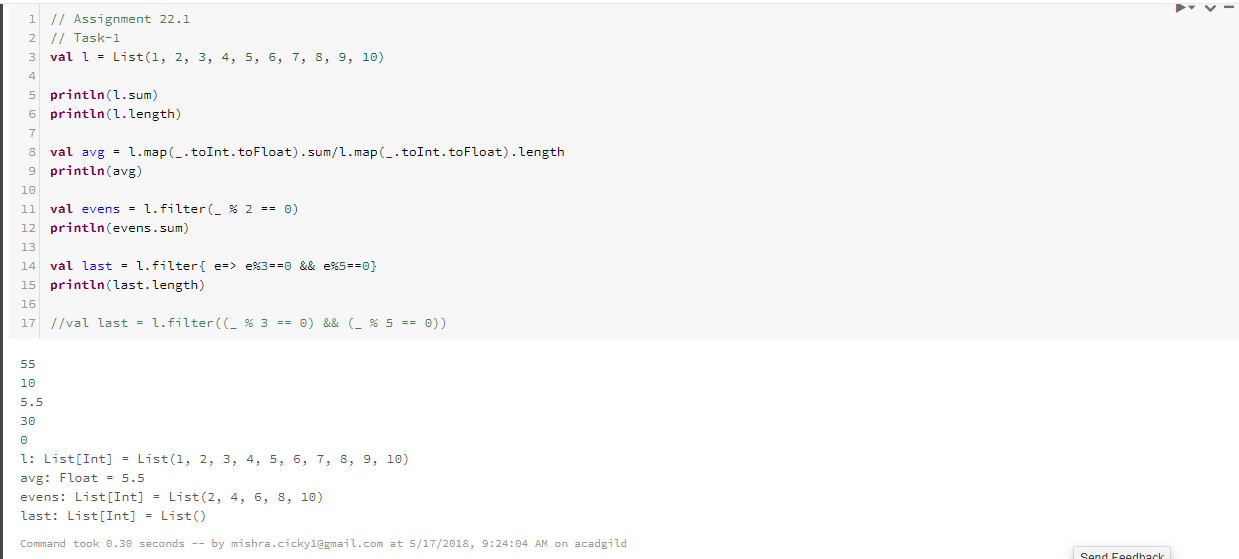 1 // Assignment 22.1
2 // Task-1
3 val l = List(1, 2, 3, 4, 5, 6, 7, 8, 9, 10)
4
5 println(l.sum)
6 println(l.length)
7
8 val avg = l.map(_.toInt.toFloat).sum/l.map(_.toInt.toFloat).length
9 println(avg)
10
11 val evens = l.filter(_ % 2 == 0)
12 println(evens.sum)
13
14 val last = l.filter{ e=> e%3==0 && e%5==0}
15 println(last.length)
16
17 //val last = l.filter((_ % 3 == 0) && (_ % 5 == 0))
55
10
5.5
30
0
l: List[Int] = List(1, 2, 3, 4, 5, 6, 7, 8, 9, 10)
avg: Float = 5.5
evens: List[Int] = List(2, 4, 6, 8, 10)
last: List[Int] = List()
Command took 0.30 seconds -- by mishra.cicky1@gmail.com at 5/17/2018, 9:24:04 AM on acadgild
Send Feedback